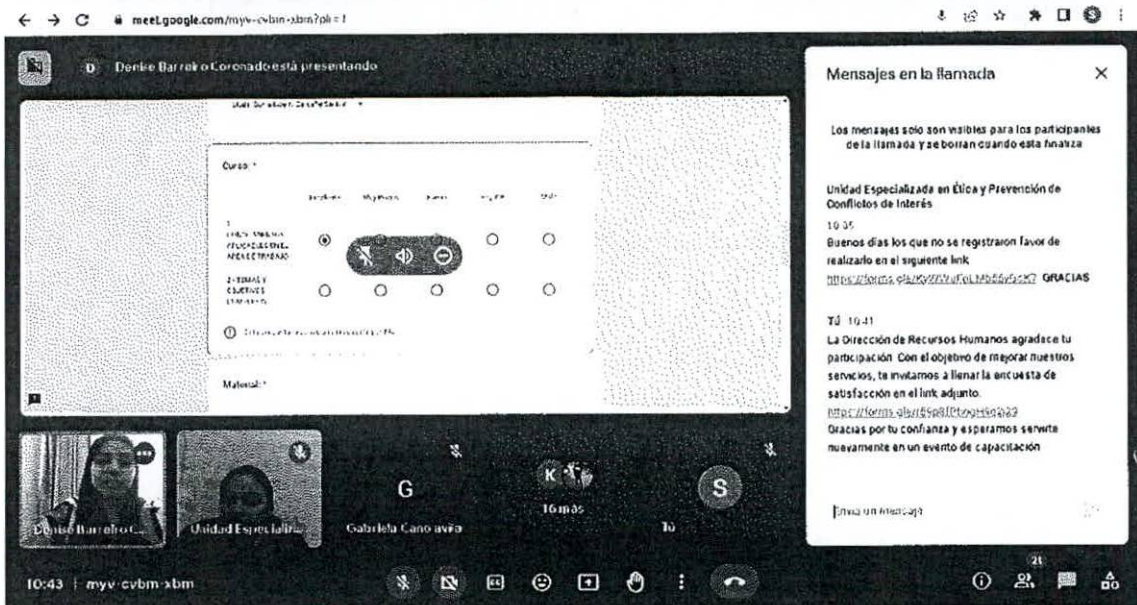 meet.google.com/myv-cvbm-xbm?pli=1
S
D Denise Barreiro Coronado está presentando
Curso: *
Excelente Muy Bueno Bueno
Material: *
Denise Barreiro C...
Unidad Especializ...
G
Gabriela Cano avila
K
16 más
S
Tú
10:43 | myv-cvbm-xbm
21
Mensajes en la llamada
Los mensajes solo son visibles para los participantes
de la llamada y se borran cuando esta finaliza
Unidad Especializada en Ética y Prevención de
Conflictos de Interés
10:35
Buenos días los que no se registraron favor de
realizarlo en el siguiente link
GRACIAS
Tú 10:41
La Dirección de Recursos Humanos agradece tu
participación. Con el objetivo de mejorar nuestros
servicios, te invitamos a llenar la encuesta de
satisfacción en el link adjunto.
Gracias por tu confianza y esperamos servirte
nuevamente en un evento de capacitación
Envía un mensaje